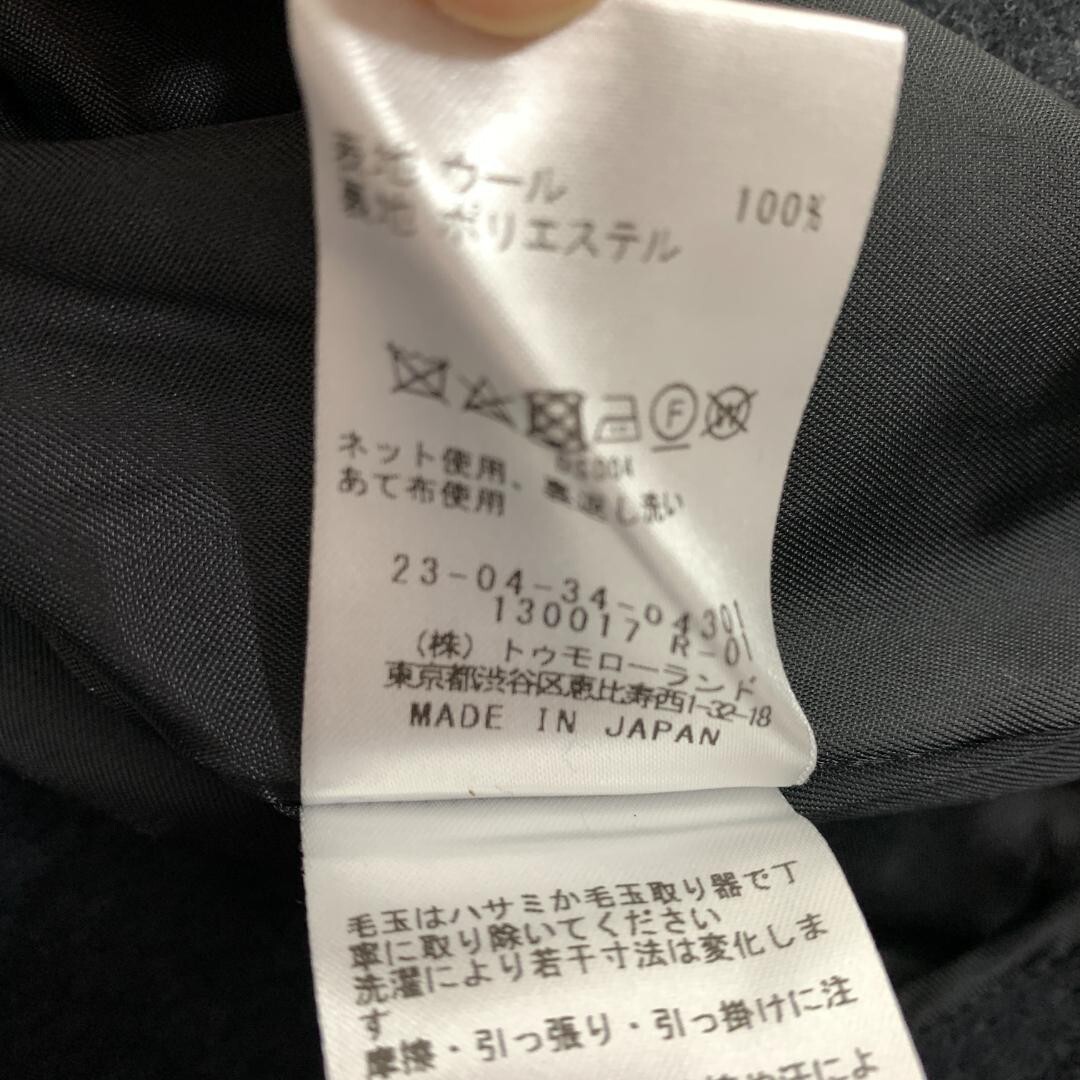 表地 ウール 100%
裏地 ポリエステル
F
W
ネット使用、裏返し洗い
あて布使用
23-04-34-04301
130017 R-01
(株)トゥモローランド
東京都渋谷区恵比寿西1-32-18
MADE IN JAPAN
毛玉はハサミか毛玉取り器で丁
寧に取り除いてください
洗濯により若干寸法は変化しま
す
摩擦・引っ張り・引っ掛けに注